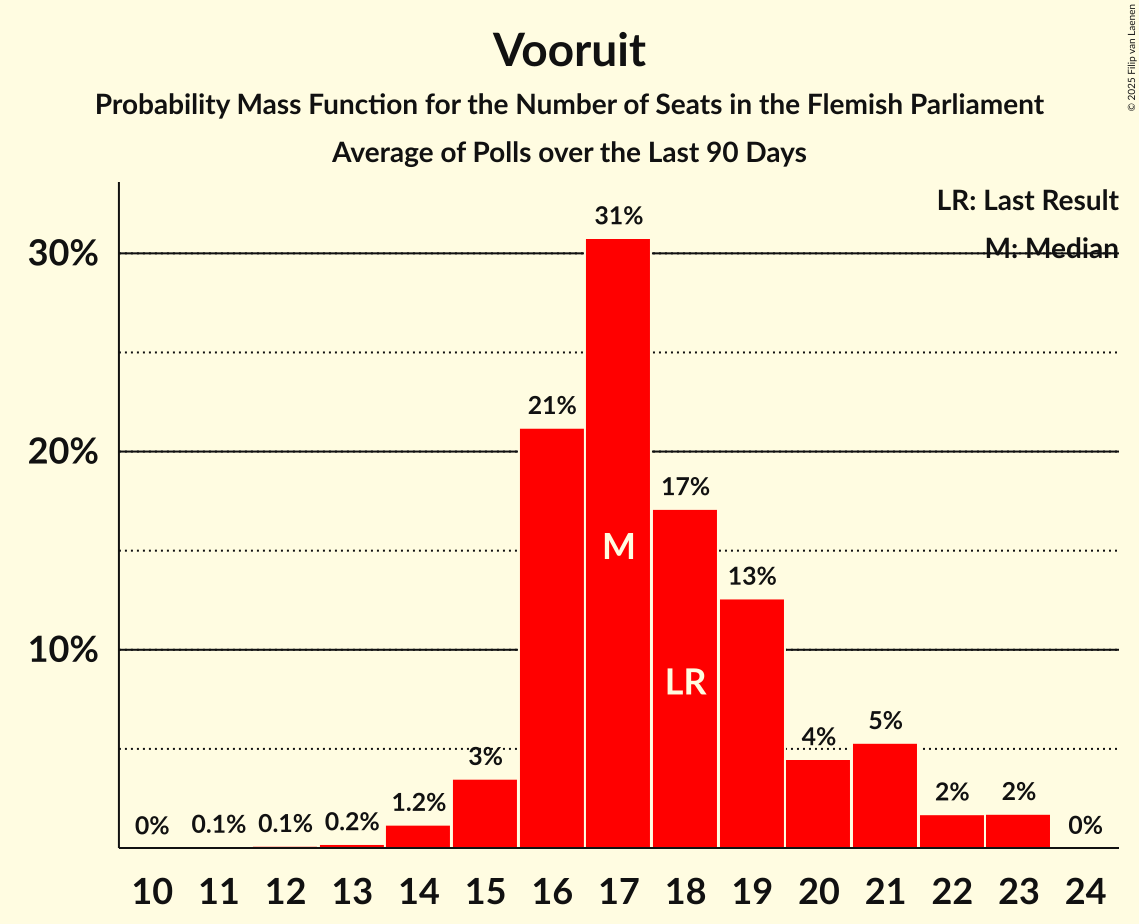 Vooruit
Probability Mass Function for the Number of Seats in the Flemish Parliament
Average of Polls over the Last 90 Days
© 2025 Filip van Laenen
LR: Last Result
M: Median
30%
20%
10%
0%
0.1%
0.1%
0.2%
1.2%
3%
21%
31%
17%
13%
4%
5%
2%
2%
0%
M
LR
10 11 12 13 14 15 16 17 18 19 20 21 22 23 24